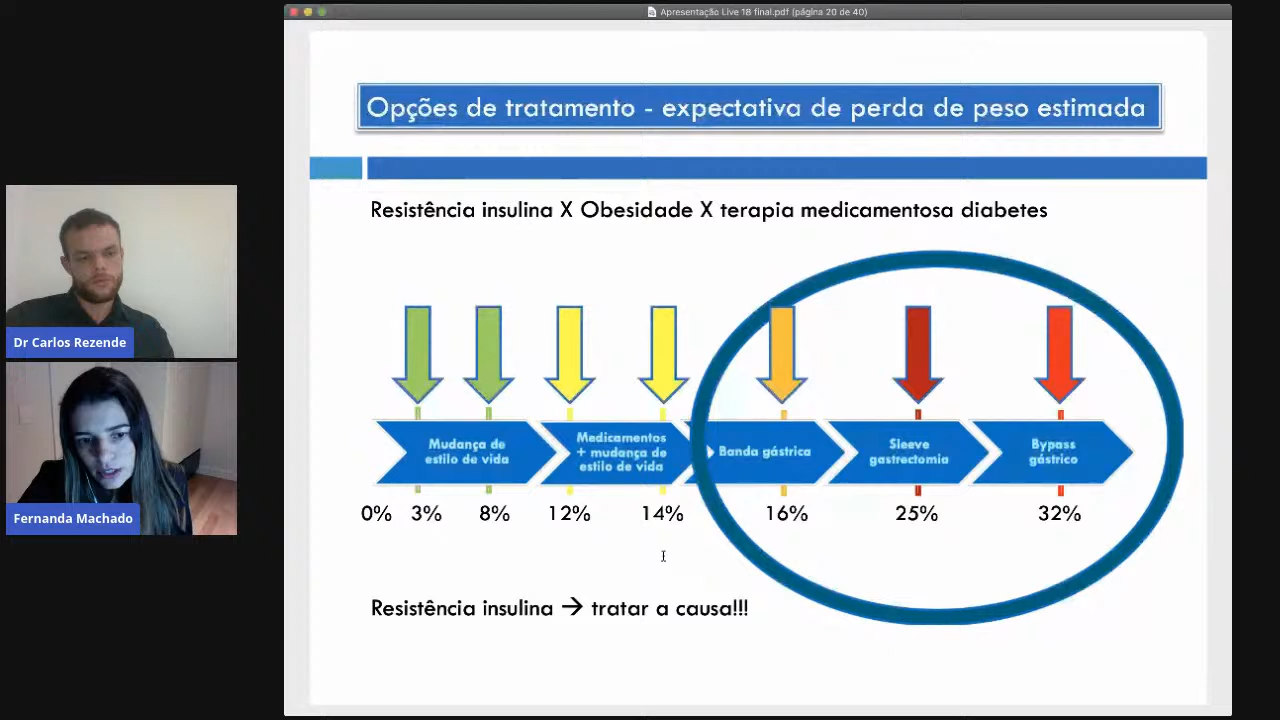 Apresentação Live 18 final.pdf (página 20 de 40)
Opções de tratamento - expectativa de perda de peso estimada
Resistência insulina X Obesidade X terapia medicamentosa diabetes
Mudança de
estilo de vida
Medicamentos
+ mudança de
estilo de vida
Banda gástrica
Sleeve
gastrectomia
Bypass
gástrico
0% 3% 8% 12% 14% 16% 25% 32%
Resistência insulina → tratar a causa!!!
Dr Carlos Rezende
Fernanda Machado